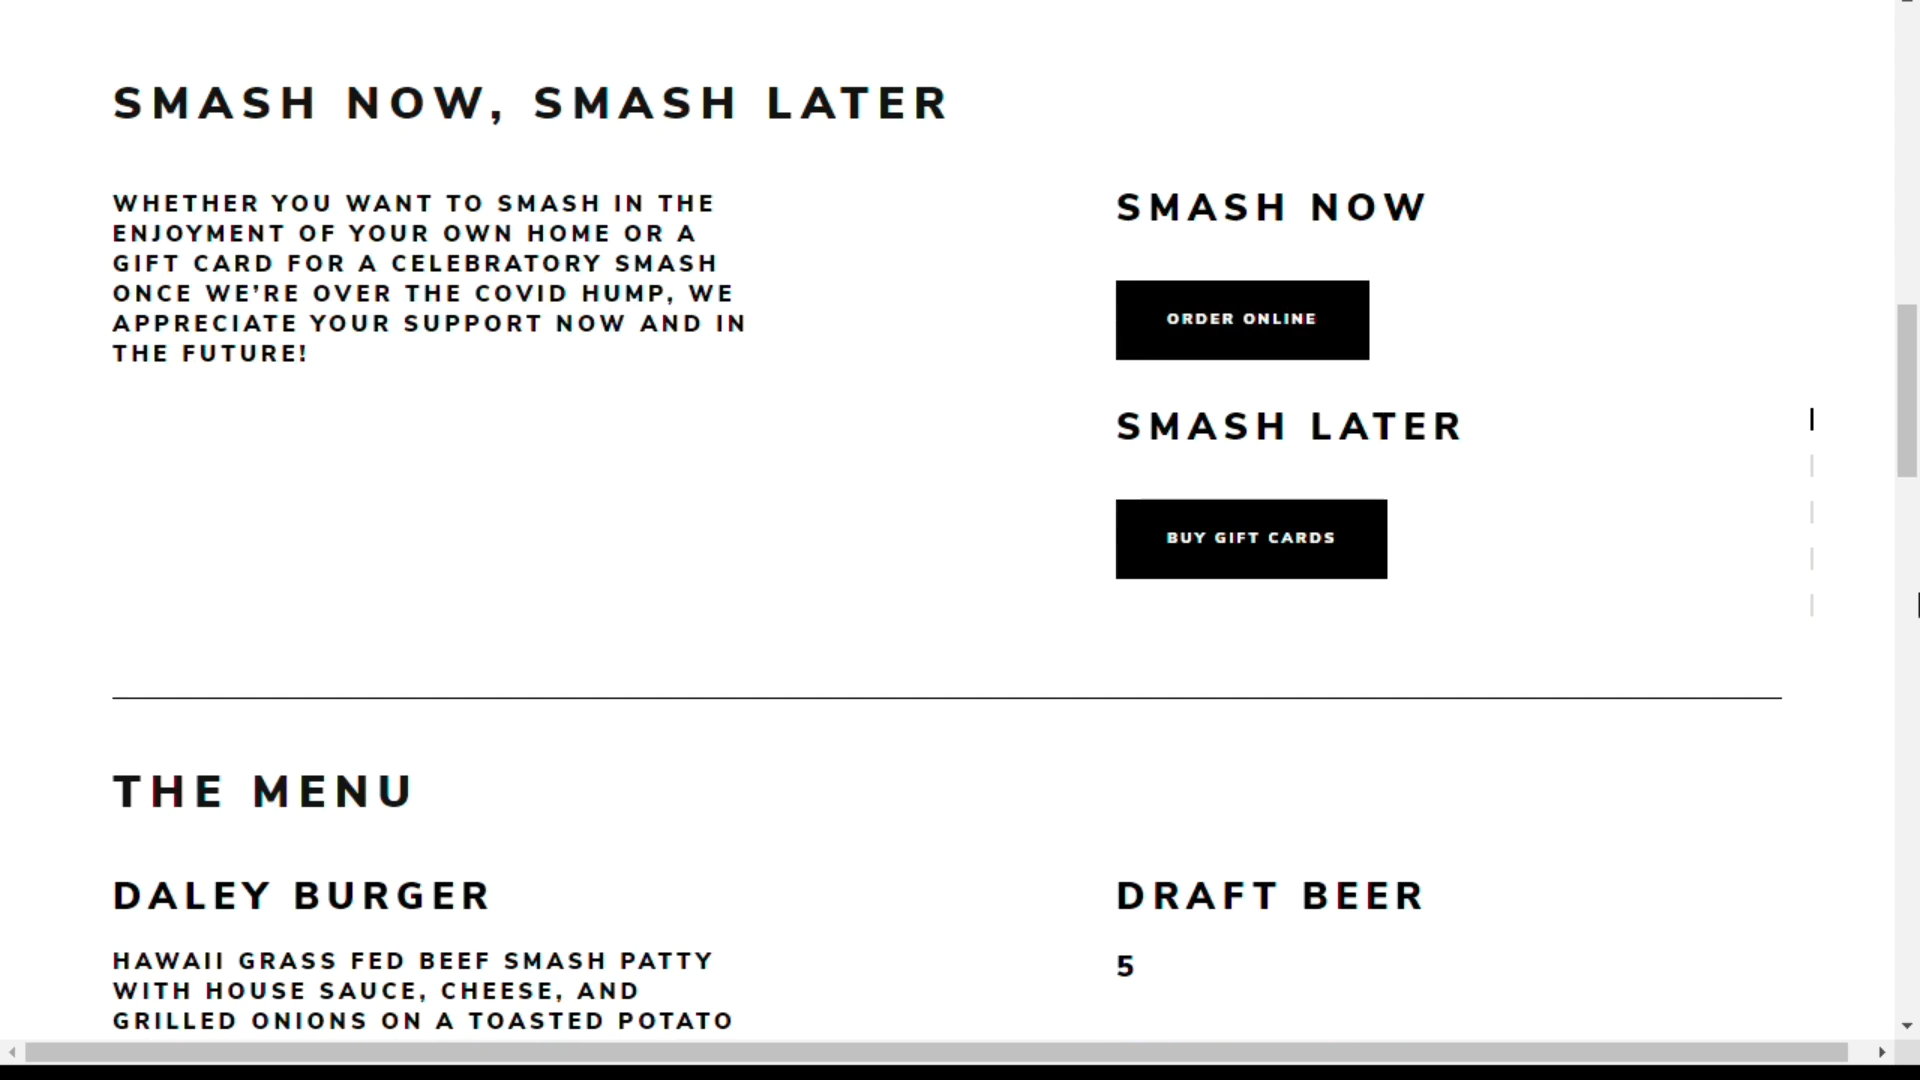 SMASH NOW, SMASH LATER
WHETHER YOU WANT TO SMASH IN THE
ENJOYMENT OF YOUR OWN HOME OR A
GIFT CARD FOR A CELEBRATORY SMASH
ONCE WE’RE OVER THE COVID HUMP, WE
APPRECIATE YOUR SUPPORT NOW AND IN
THE FUTURE!
SMASH NOW
ORDER ONLINE
SMASH LATER
BUY GIFT CARDS
THE MENU
DALEY BURGER
HAWAII GRASS FED BEEF SMASH PATTY
WITH HOUSE SAUCE, CHEESE, AND
GRILLED ONIONS ON A TOASTED POTATO
DRAFT BEER
5